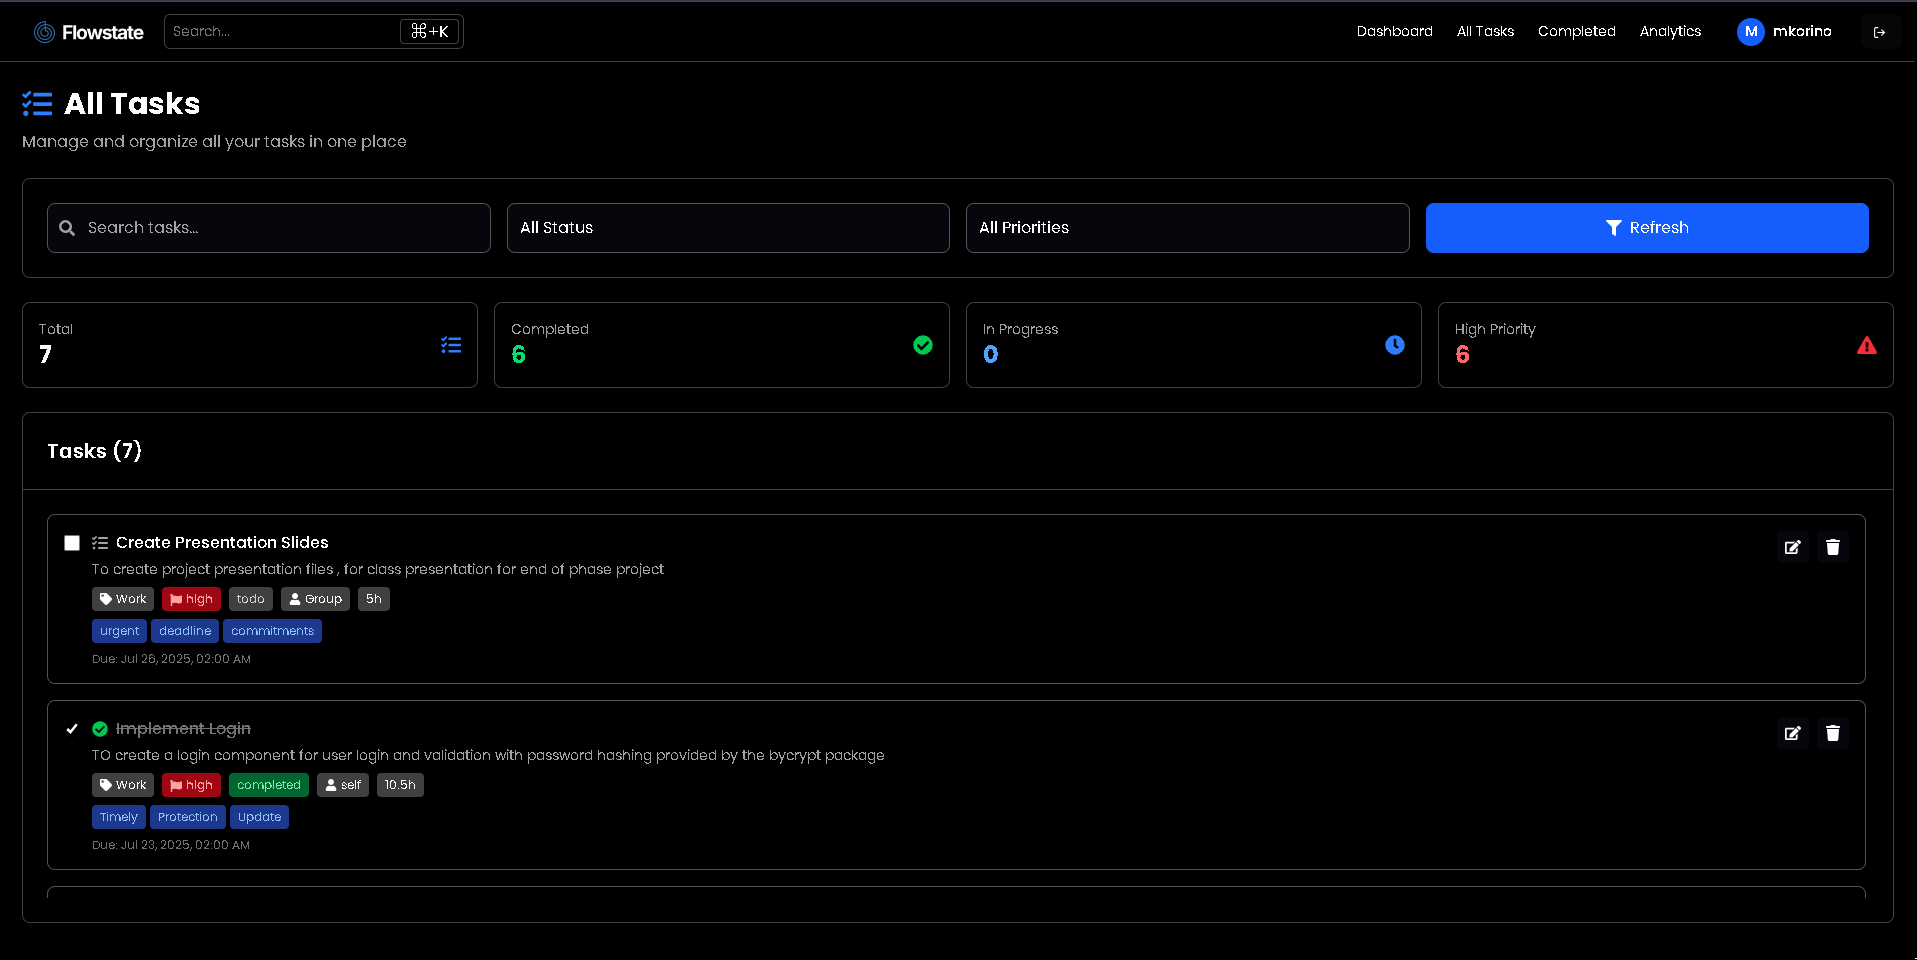 Flowstate Search... ⌘+K Dashboard All Tasks Completed Analytics M mkorino
All Tasks
Manage and organize all your tasks in one place
Search tasks... All Status All Priorities Refresh
Total Completed In Progress High Priority
7 6 0 6
Tasks (7)
Create Presentation Slides
To create project presentation files , for class presentation for end of phase project
Work high todo Group 5h
urgent deadline commitments
Due: Jul 26, 2025, 02:00 AM
Implement Login
TO create a login component for user login and validation with password hashing provided by the bycrypt package
Work high completed self 10.5h
Timely Protection Update
Due: Jul 23, 2025, 02:00 AM